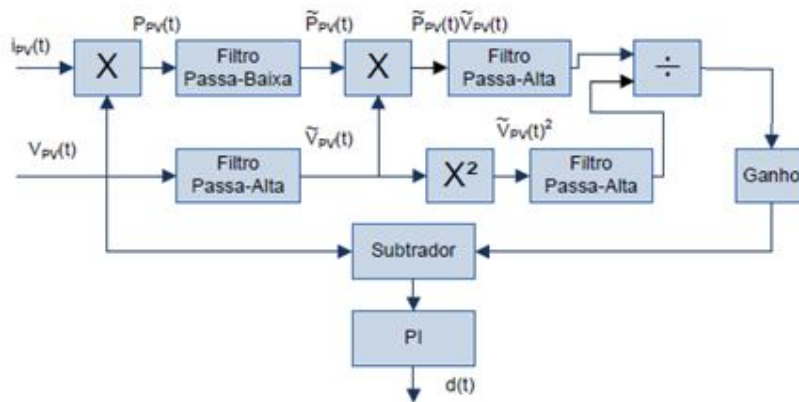 P_PV(t)
P̃_PV(t)
P̃_PV(t)Ṽ_PV(t)
i_PV(t)
X
Filtro
Passa-Baixa
X
Filtro
Passa-Alta
÷
V_PV(t)
Filtro
Passa-Alta
Ṽ_PV(t)
X²
Ṽ_PV(t)²
Filtro
Passa-Alta
Ganho
Subtrador
PI
d(t)